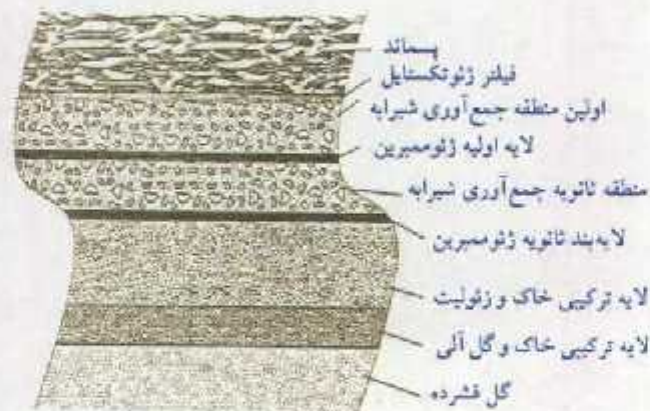 پسماند
فیلتر ژئوتکستایل
اولین منطقه جمع‌آوری شیرابه
لایه اولیه ژئوممبرین
منطقه ثانویه جمع‌آوری شیرابه
لایه‌بند ثانویه ژئوممبرین
لایه ترکیبی خاک و زئولیت
لایه ترکیبی خاک و گل آلی
گل فشرده